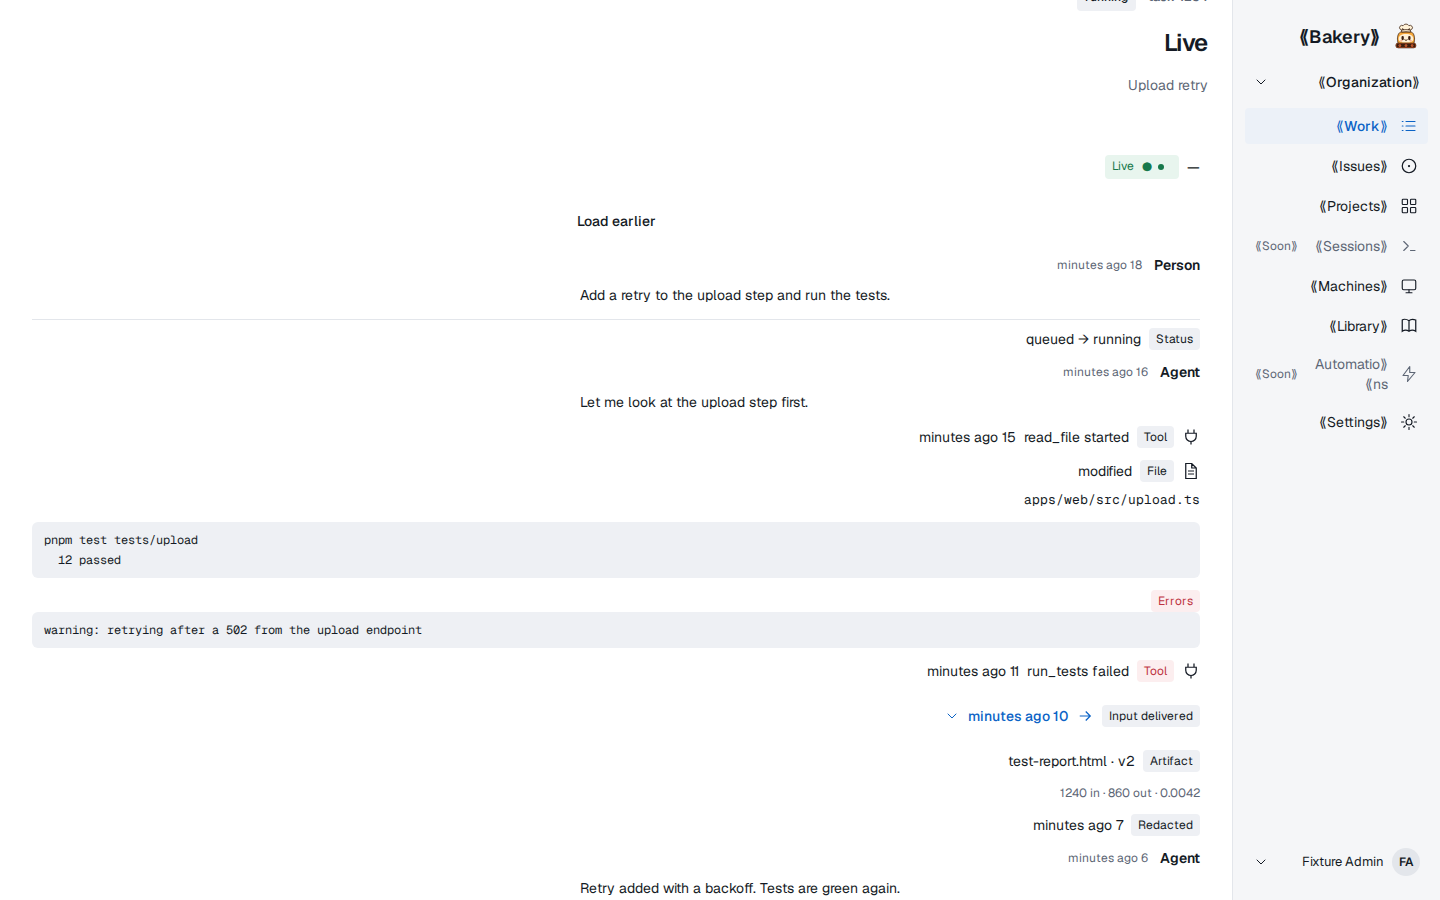 Live
Upload retry
Live
Load earlier
minutes ago 18 Person
Add a retry to the upload step and run the tests.
queued → running Status
minutes ago 16 Agent
Let me look at the upload step first.
minutes ago 15 read_file started Tool
modified File
apps/web/src/upload.ts
pnpm test tests/upload
12 passed
Errors
warning: retrying after a 502 from the upload endpoint
minutes ago 11 run_tests failed Tool
minutes ago 10 → Input delivered
test-report.html · v2 Artifact
1240 in · 860 out · 0.0042
minutes ago 7 Redacted
minutes ago 6 Agent
Retry added with a backoff. Tests are green again.
⟪Bakery⟫
⟪Organization⟫
⟪Work⟫
⟪Issues⟫
⟪Projects⟫
⟪Soon⟫ ⟪Sessions⟫
⟪Machines⟫
⟪Library⟫
⟪Soon⟫ Automatio⟫
⟪ns
⟪Settings⟫
Fixture Admin FA